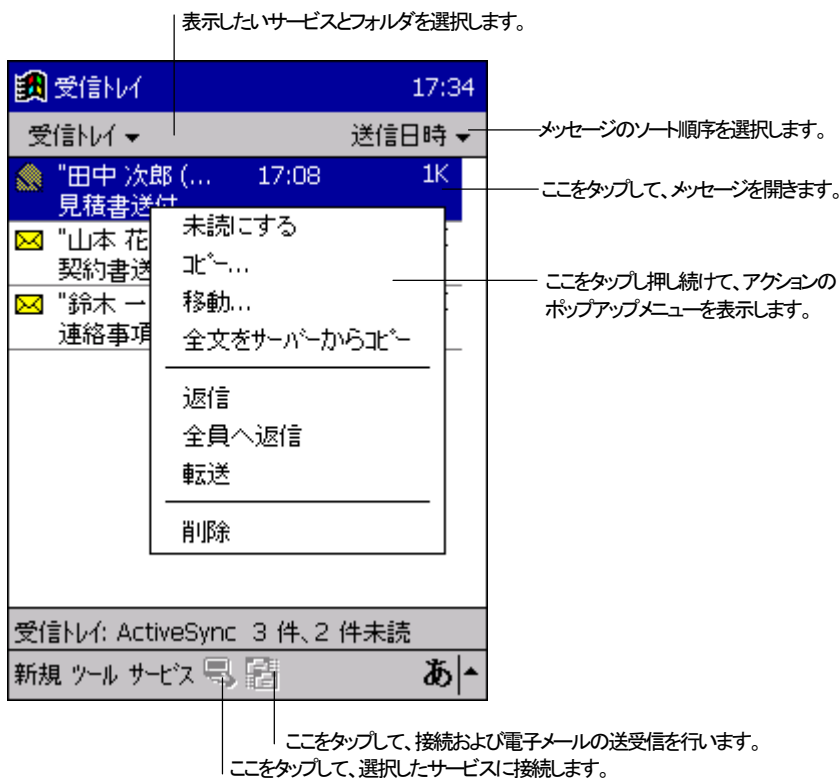 表示したいサービスとフォルダを選択します。
受信トレイ 17:34
受信トレイ 送信日時
メッセージのソート順序を選択します。
"田中 次郎 (... 17:08 1K
見積書送付
ここをタップして、メッセージを開きます。
"山本 花
契約書送
"鈴木 一
連絡事項
未読にする
コピー...
移動...
全文をサーバーからコピー
返信
全員へ返信
転送
削除
ここをタップし押し続けて、アクションの
ポップアップメニューを表示します。
受信トレイ: ActiveSync 3 件、2 件未読
新規 ツール サービス あ
ここをタップして、接続および電子メールの送受信を行います。
ここをタップして、選択したサービスに接続します。